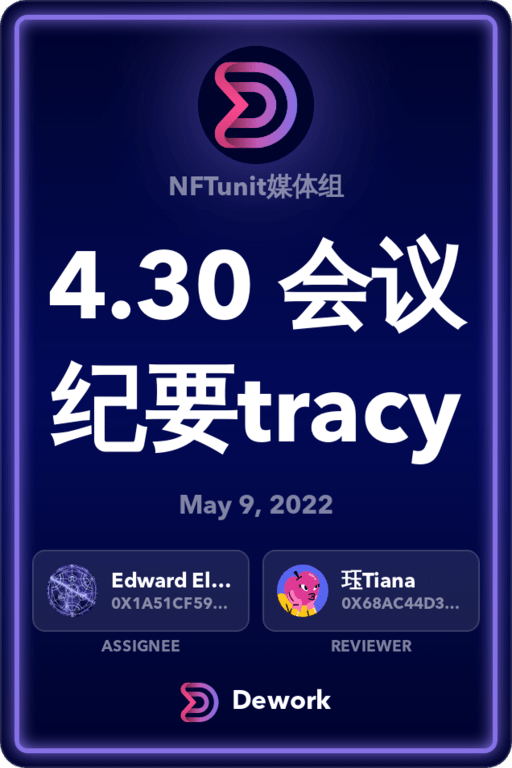 NFTunit媒体组
4.30 会议
纪要tracy
May 9, 2022
Edward El...
0X1A51CF59...
ASSIGNEE
珏Tiana
0X68AC44D3...
REVIEWER
Dework